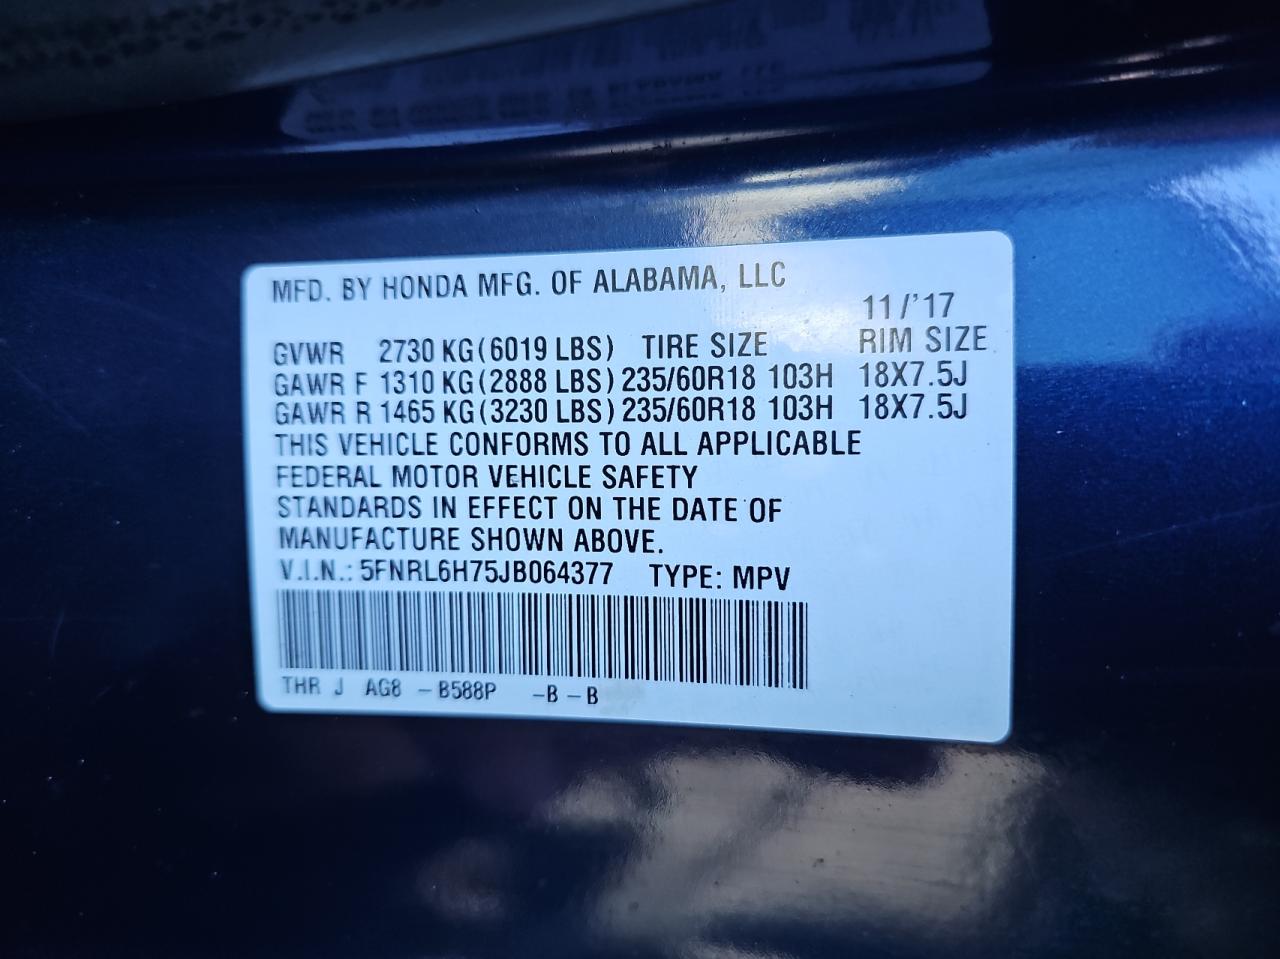 MFD. BY HONDA MFG. OF ALABAMA, LLC
11/'17
GVWR 2730 KG(6019 LBS) TIRE SIZE RIM SIZE
GAWR F 1310 KG(2888 LBS) 235/60R18 103H 18X7.5J
GAWR R 1465 KG(3230 LBS) 235/60R18 103H 18X7.5J
THIS VEHICLE CONFORMS TO ALL APPLICABLE
FEDERAL MOTOR VEHICLE SAFETY
STANDARDS IN EFFECT ON THE DATE OF
MANUFACTURE SHOWN ABOVE.
V.I.N.: 5FNRL6H75JB064377 TYPE: MPV
THR J AG8 - B588P -B - B